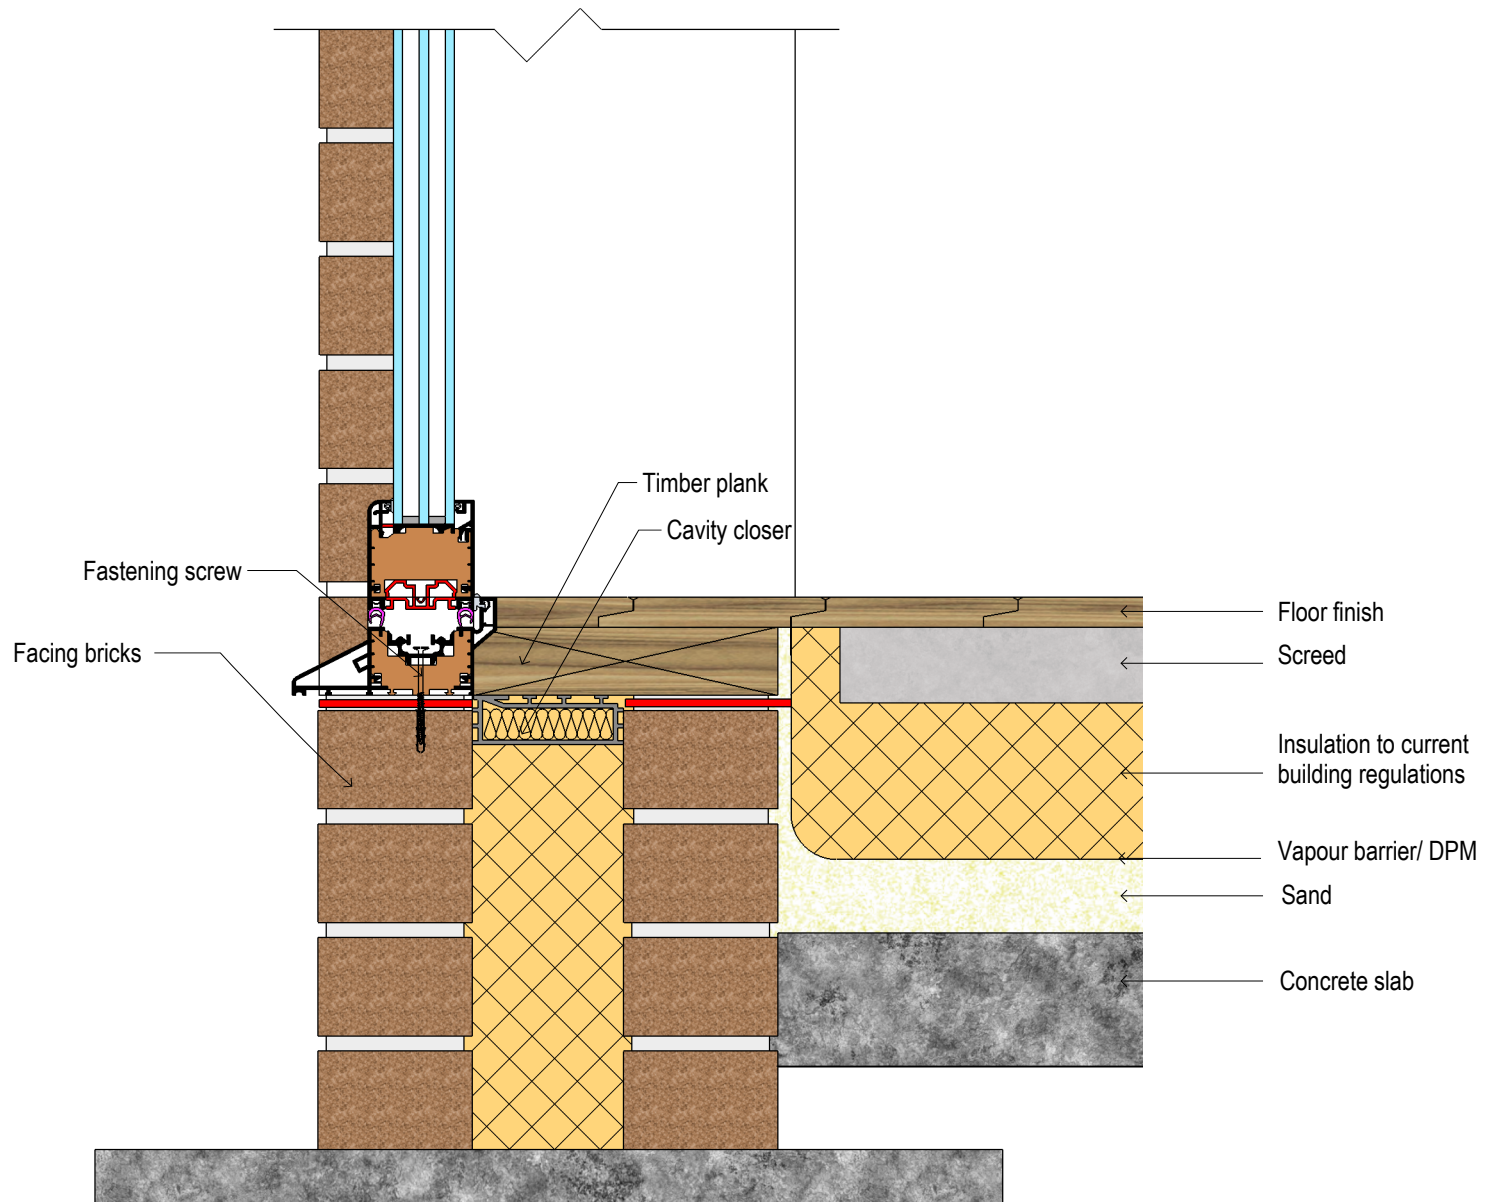 Timber plank
Cavity closer
Fastening screw
Facing bricks
Floor finish
Screed
Insulation to current
building regulations
Vapour barrier/ DPM
Sand
Concrete slab